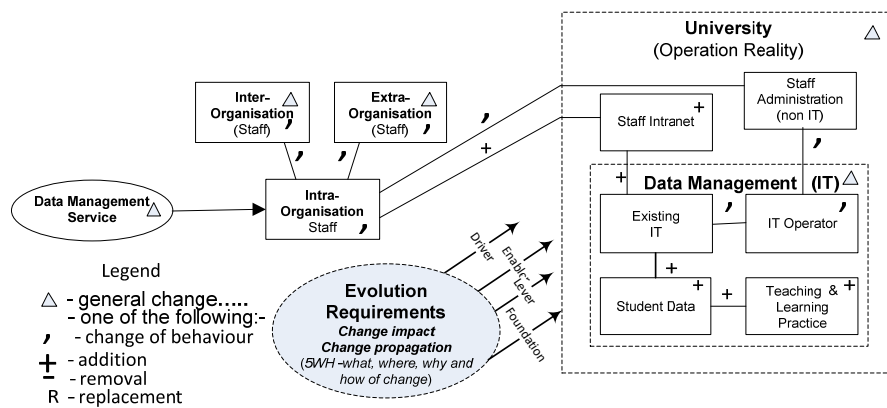 University
(Operation Reality)
Inter-
Organisation
(Staff)
,
Extra-
Organisation
(Staff)
,
,
,
,
+
Staff Intranet
+
Staff
Administration
(non IT)
,
+
Data Management (IT)
Data Management
Service
Intra-
Organisation
Staff
,
Existing
IT
,
IT Operator
,
+
Student Data
+
+
Teaching &
Learning
Practice
+
Driver
Enabler
Lever
Foundation
Evolution
Requirements
Change impact
Change propagation
(5WH -what, where, why and
how of change)
Legend
- general change.....
- one of the following:-
, - change of behaviour
+ - addition
- - removal
R - replacement